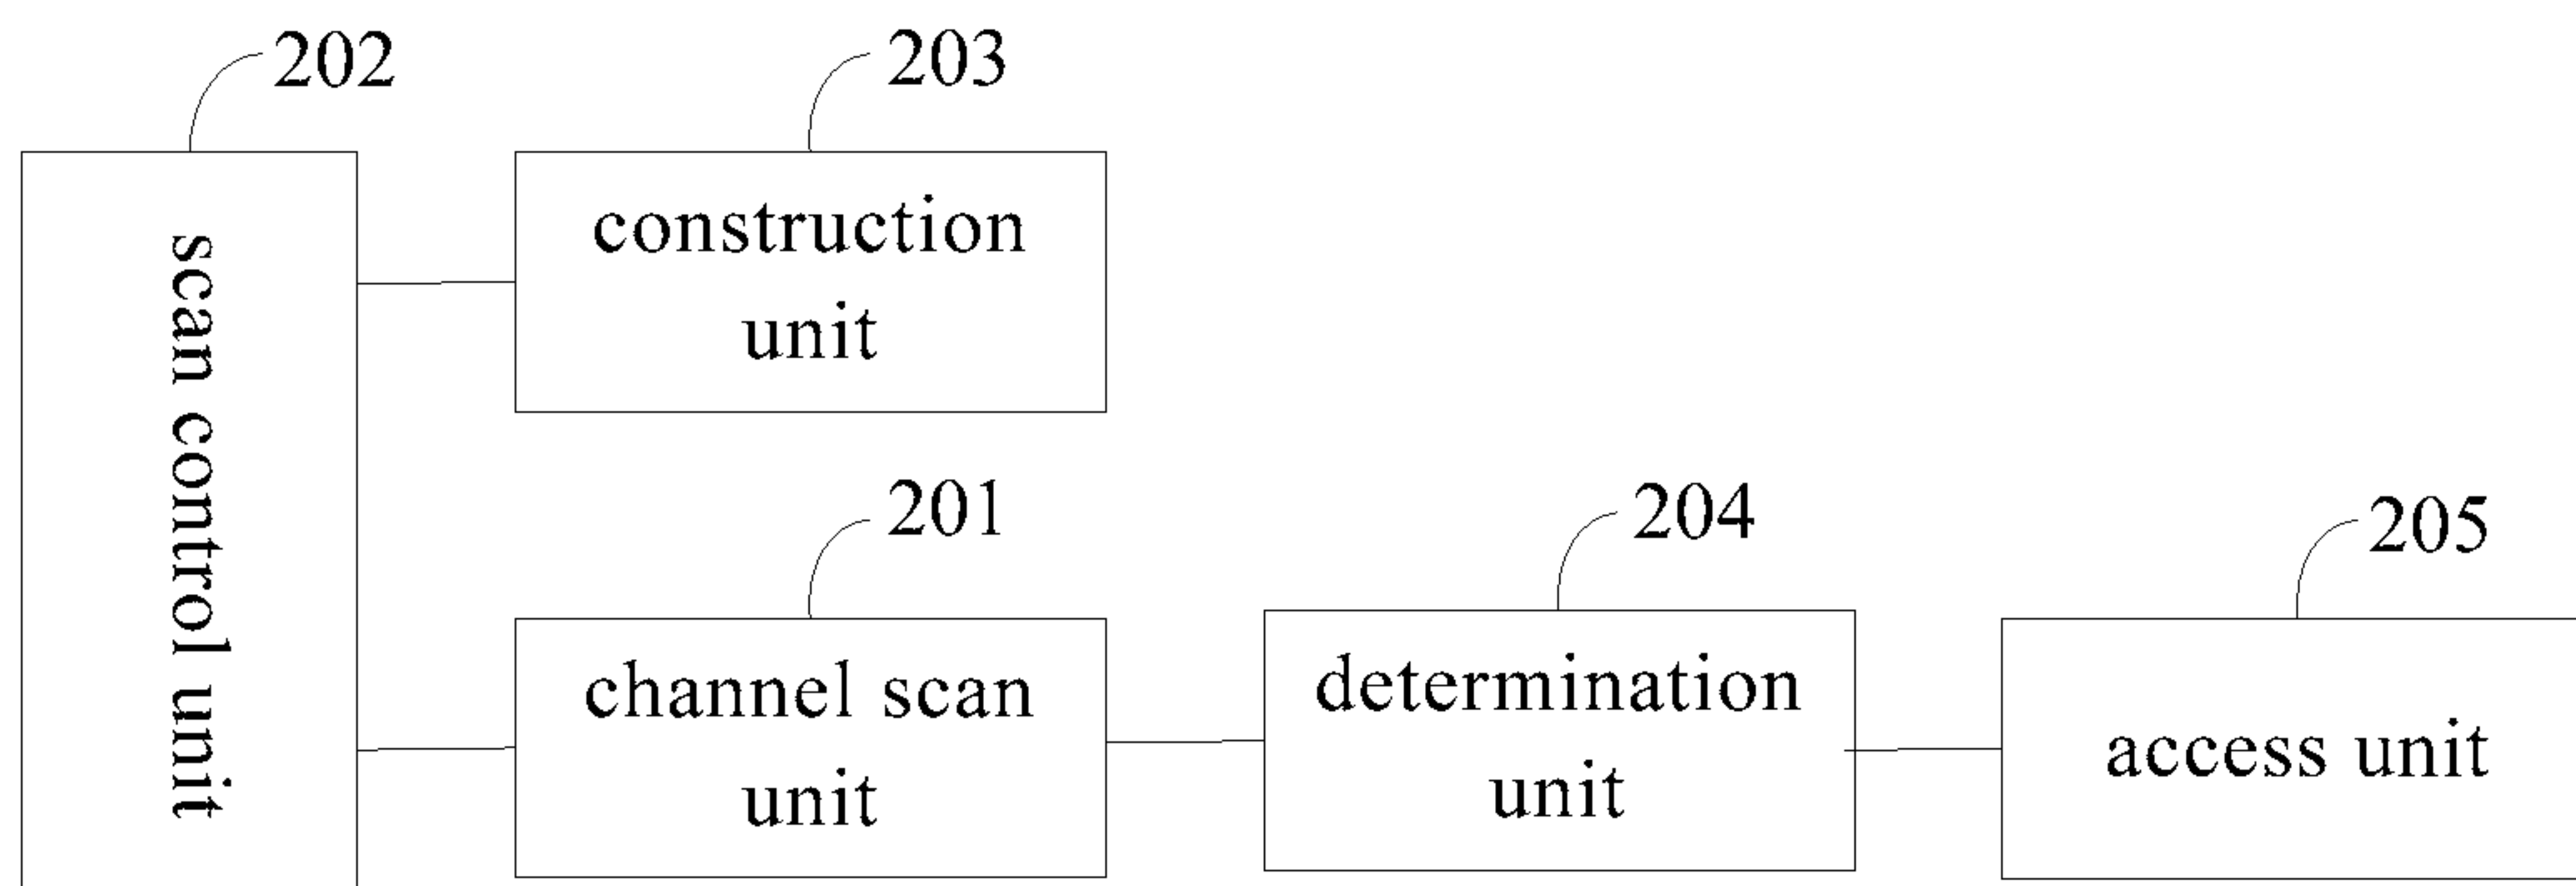 202
203
scan control unit
construction
unit
201
204
205
channel scan
unit
determination
unit
access unit